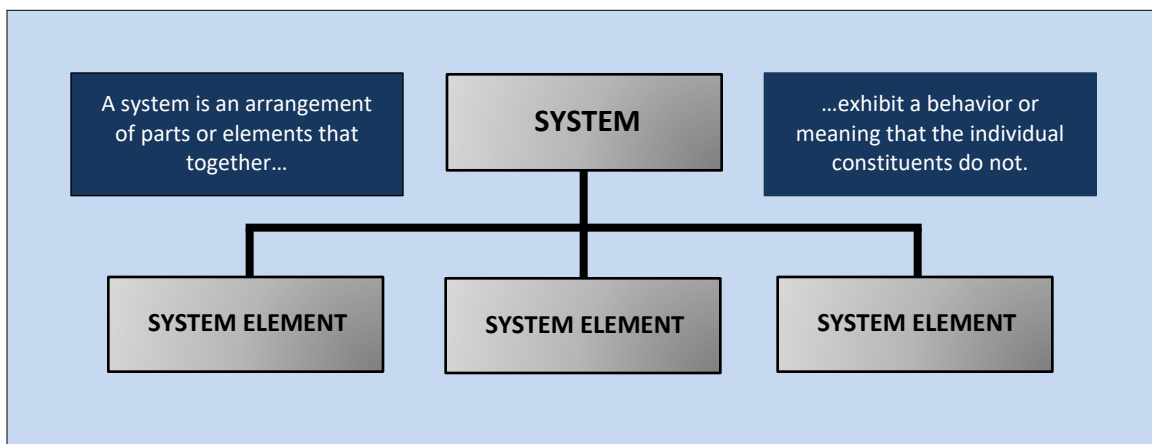 A system is an arrangement
of parts or elements that
together…
SYSTEM
…exhibit a behavior or
meaning that the individual
constituents do not.
SYSTEM ELEMENT
SYSTEM ELEMENT
SYSTEM ELEMENT